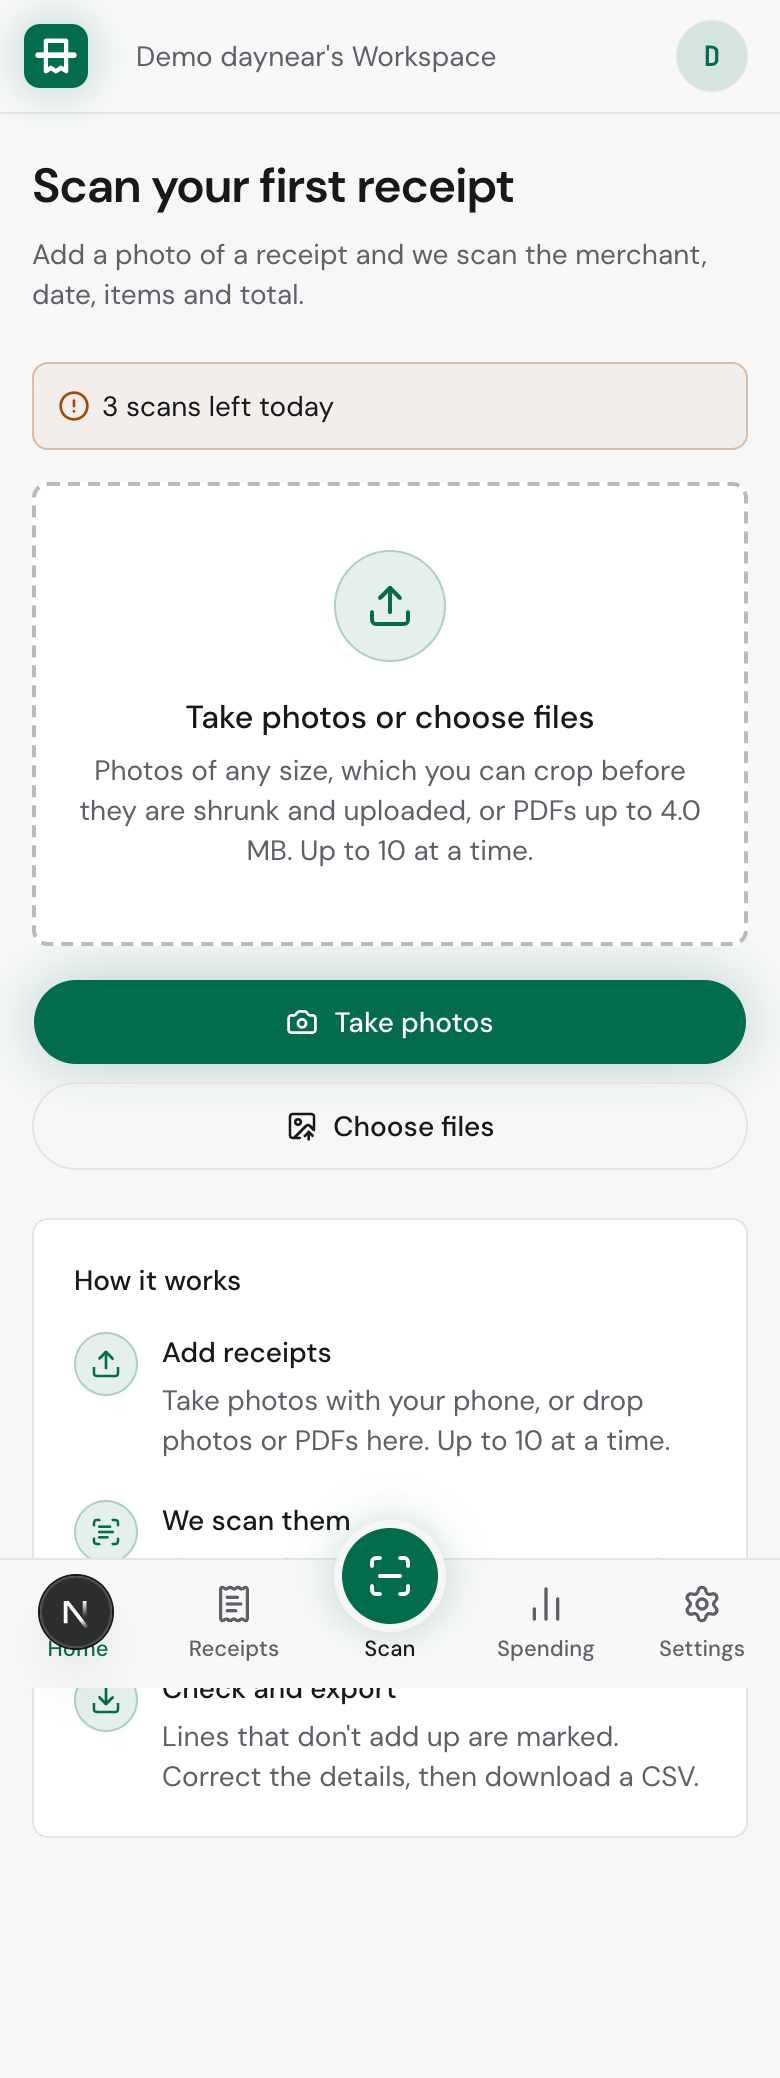 Demo daynear's Workspace
D
Scan your first receipt
Add a photo of a receipt and we scan the merchant,
date, items and total.
3 scans left today
Take photos or choose files
Photos of any size, which you can crop before
they are shrunk and uploaded, or PDFs up to 4.0
MB. Up to 10 at a time.
Take photos
Choose files
How it works
Add receipts
Take photos with your phone, or drop
photos or PDFs here. Up to 10 at a time.
We scan them
N
Home
Receipts
Scan
Spending
Settings
Check and export
Lines that don't add up are marked.
Correct the details, then download a CSV.